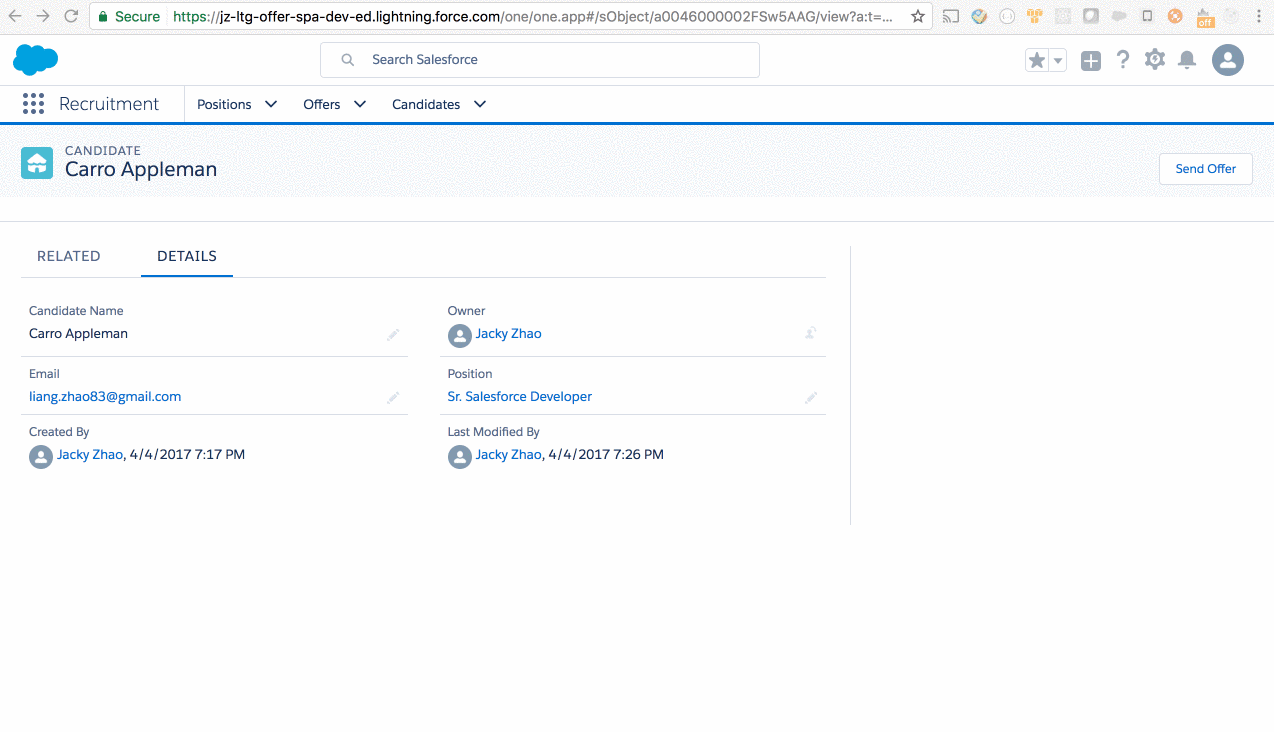 Secure https://jz-ltg-offer-spa-dev-ed.lightning.force.com/one/one.app#/sObject/a0046000002FSw5AAG/view?a:t=...
off
Search Salesforce
Recruitment Positions Offers Candidates
CANDIDATE
Carro Appleman
Send Offer
RELATED DETAILS
Candidate Name Owner
Carro Appleman Jacky Zhao
Email Position
liang.zhao83@gmail.com Sr. Salesforce Developer
Created By Last Modified By
Jacky Zhao, 4/4/2017 7:17 PM Jacky Zhao, 4/4/2017 7:26 PM